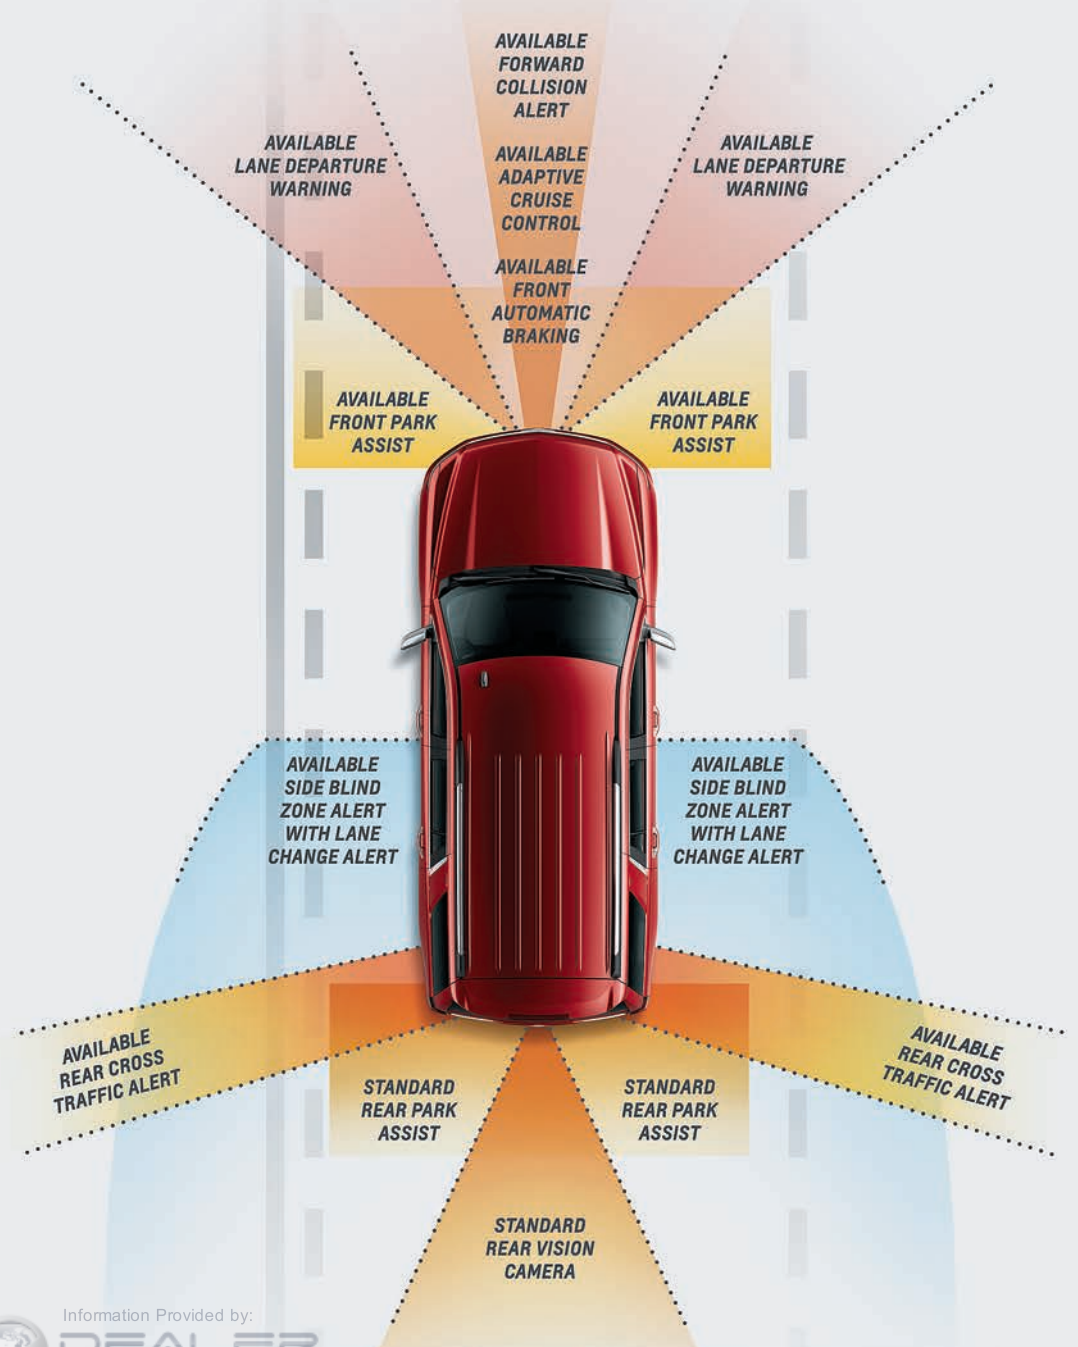 AVAILABLE
FORWARD
COLLISION
ALERT
AVAILABLE
LANE DEPARTURE
WARNING
AVAILABLE
ADAPTIVE
CRUISE
CONTROL
AVAILABLE
LANE DEPARTURE
WARNING
AVAILABLE
FRONT
AUTOMATIC
BRAKING
AVAILABLE
FRONT PARK
ASSIST
AVAILABLE
FRONT PARK
ASSIST
AVAILABLE
SIDE BLIND
ZONE ALERT
WITH LANE
CHANGE ALERT
AVAILABLE
SIDE BLIND
ZONE ALERT
WITH LANE
CHANGE ALERT
AVAILABLE
REAR CROSS
TRAFFIC ALERT
AVAILABLE
REAR CROSS
TRAFFIC ALERT
STANDARD
REAR PARK
ASSIST
STANDARD
REAR PARK
ASSIST
STANDARD
REAR VISION
CAMERA
Information Provided by:
DEALER